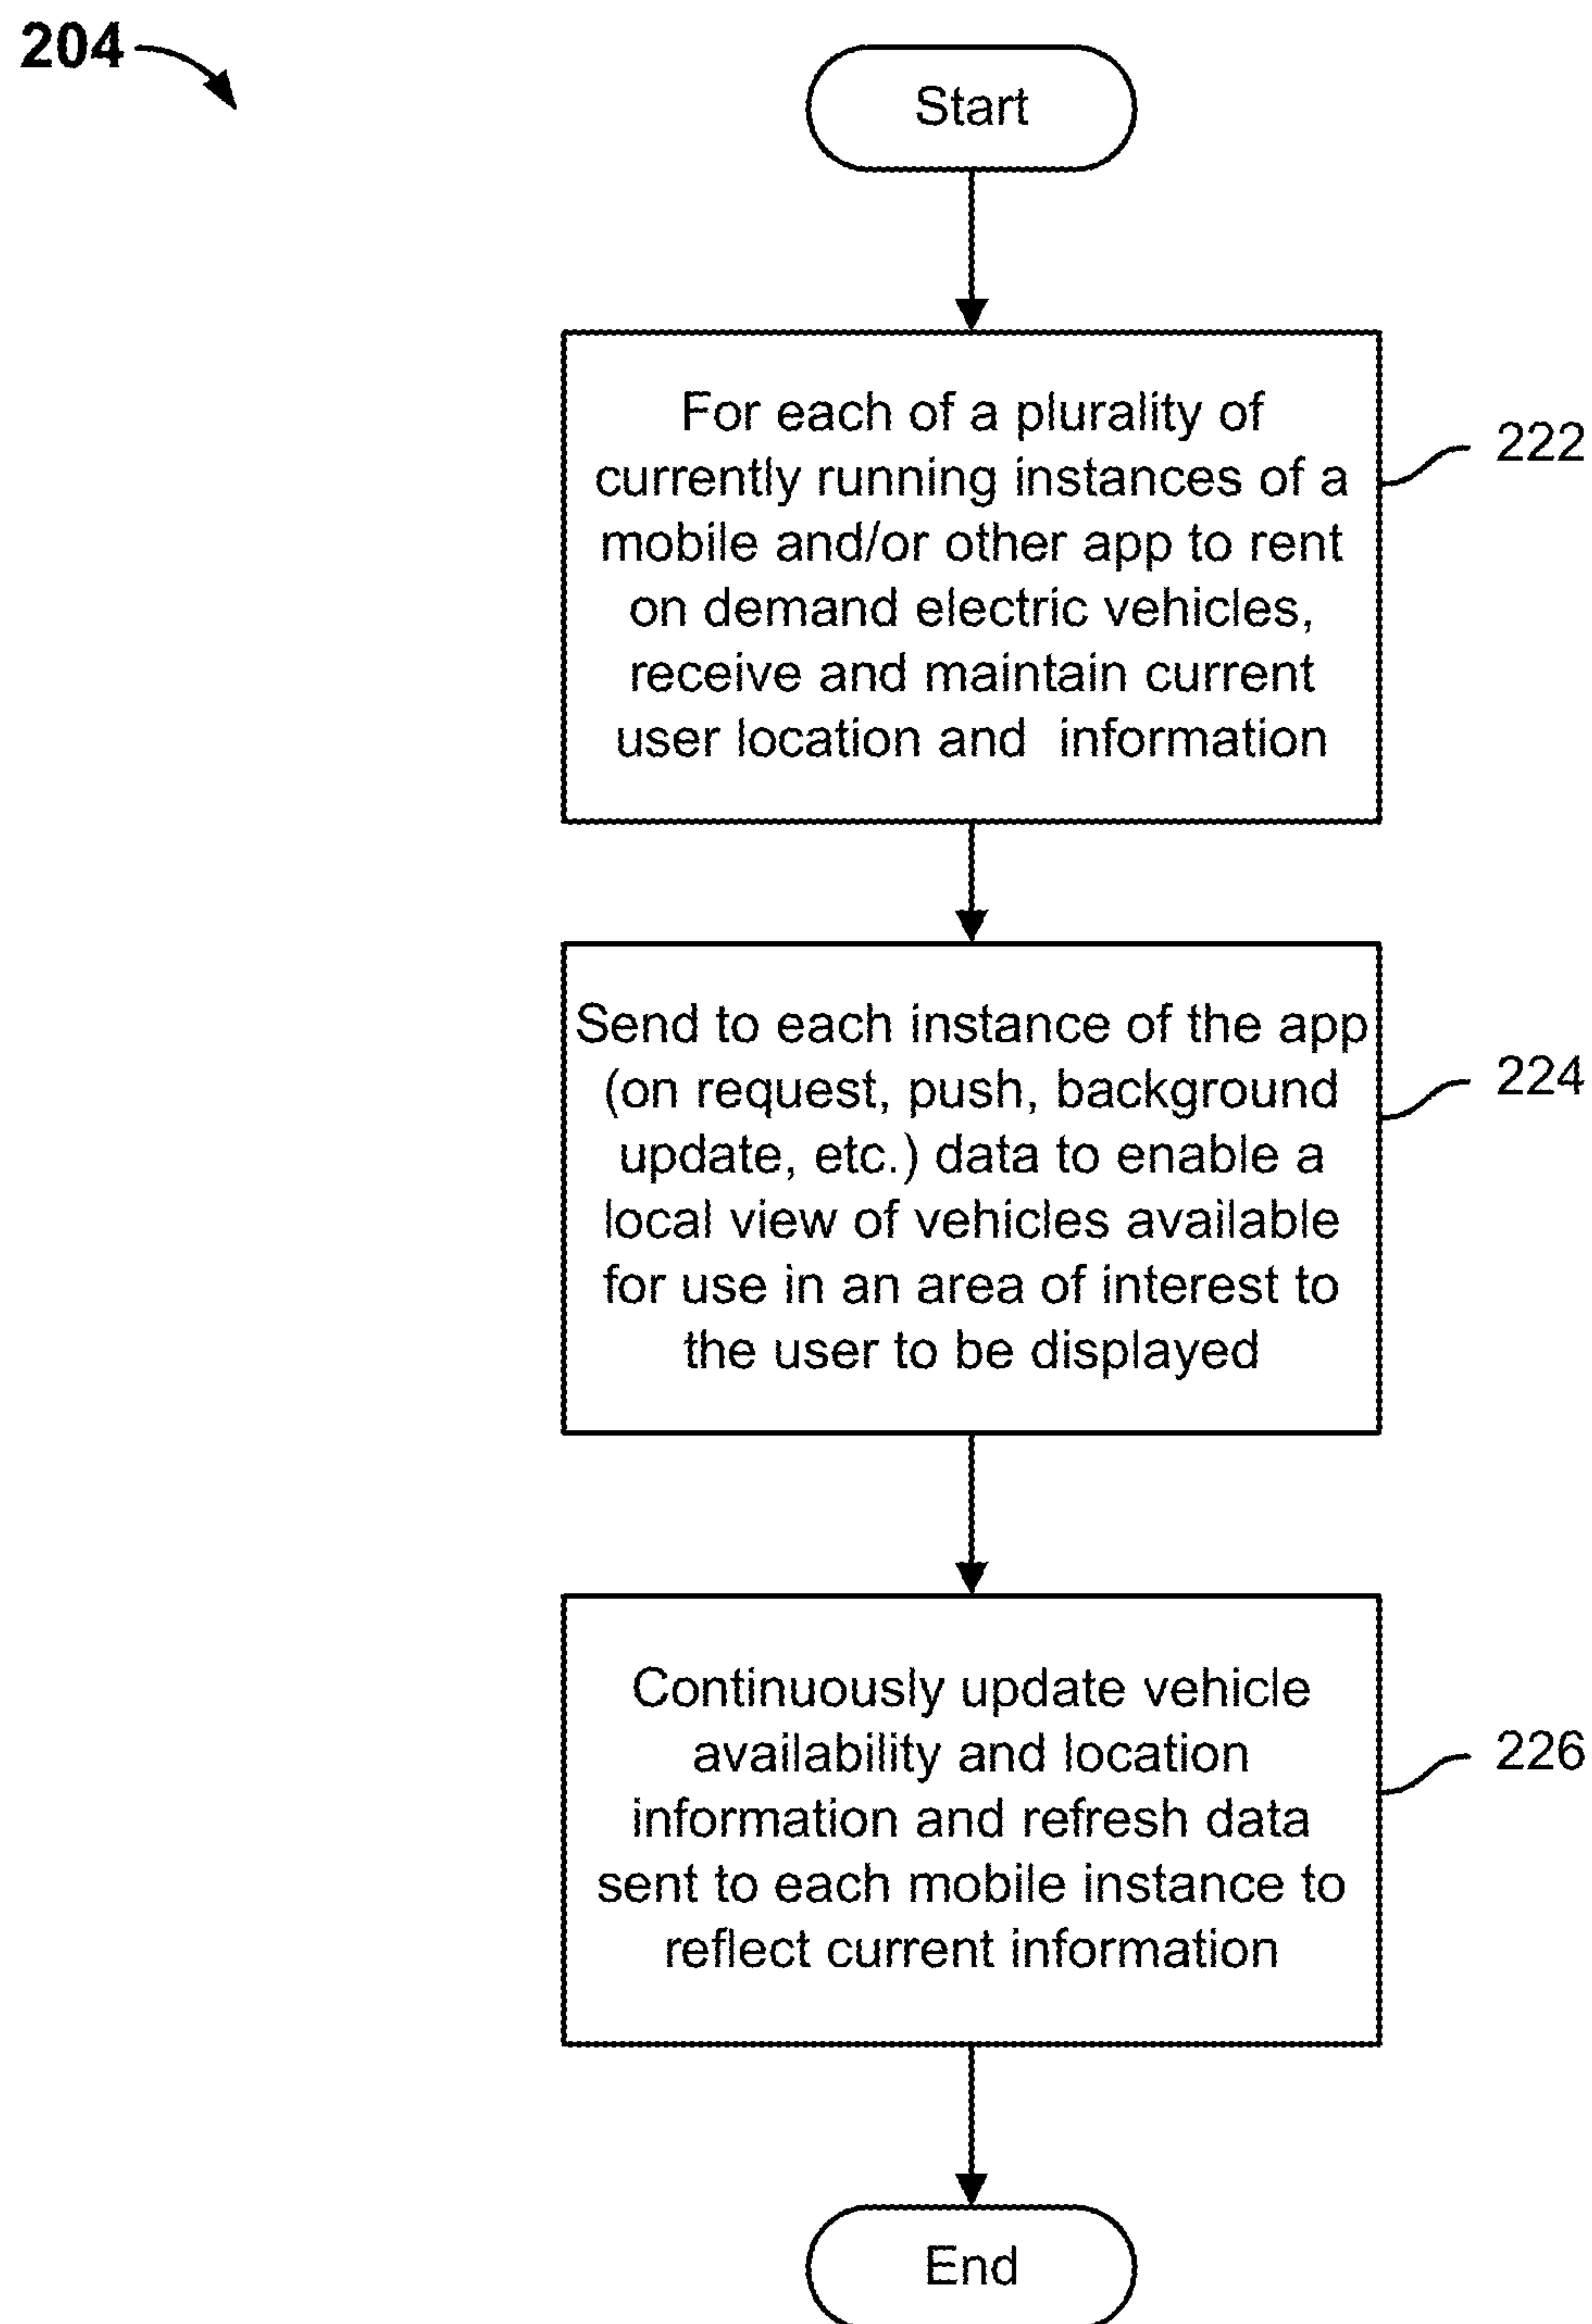 204
Start
For each of a plurality of
currently running instances of a
mobile and/or other app to rent
on demand electric vehicles,
receive and maintain current
user location and information
222
Send to each instance of the app
(on request, push, background
update, etc.) data to enable a
local view of vehicles available
for use in an area of interest to
the user to be displayed
224
Continuously update vehicle
availability and location
information and refresh data
sent to each mobile instance to
reflect current information
226
End